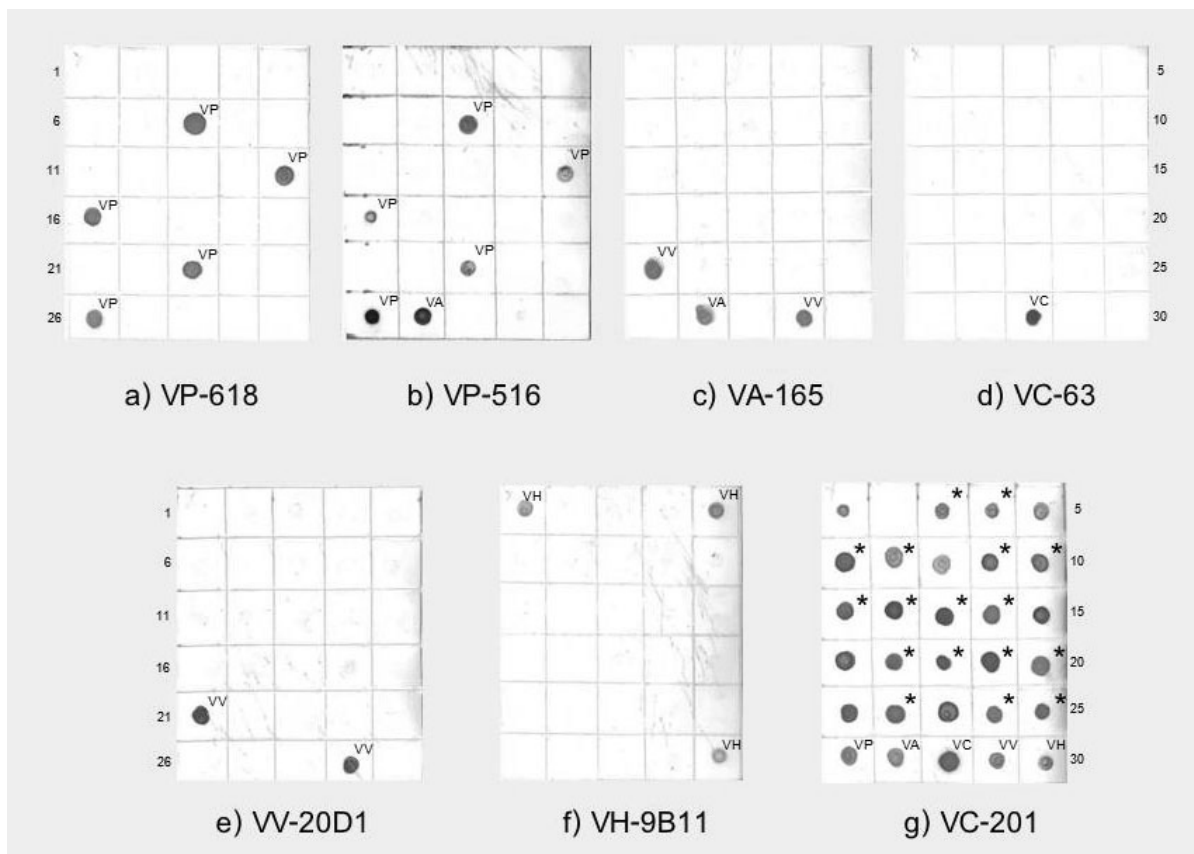 1 5
VP VP
6 10
VP VP
11 15
VP VP
16 20
VP VP VV
21 25
VP VP VA VA VV VC
26 30
a) VP-618 b) VP-516 c) VA-165 d) VC-63
VH VH * *
1 5
* * * *
6 10
* * * *
11 15
* * * *
16 20
VV * * *
21 25
VV VH VP VA VC VV VH
26 30
e) VV-20D1 f) VH-9B11 g) VC-201